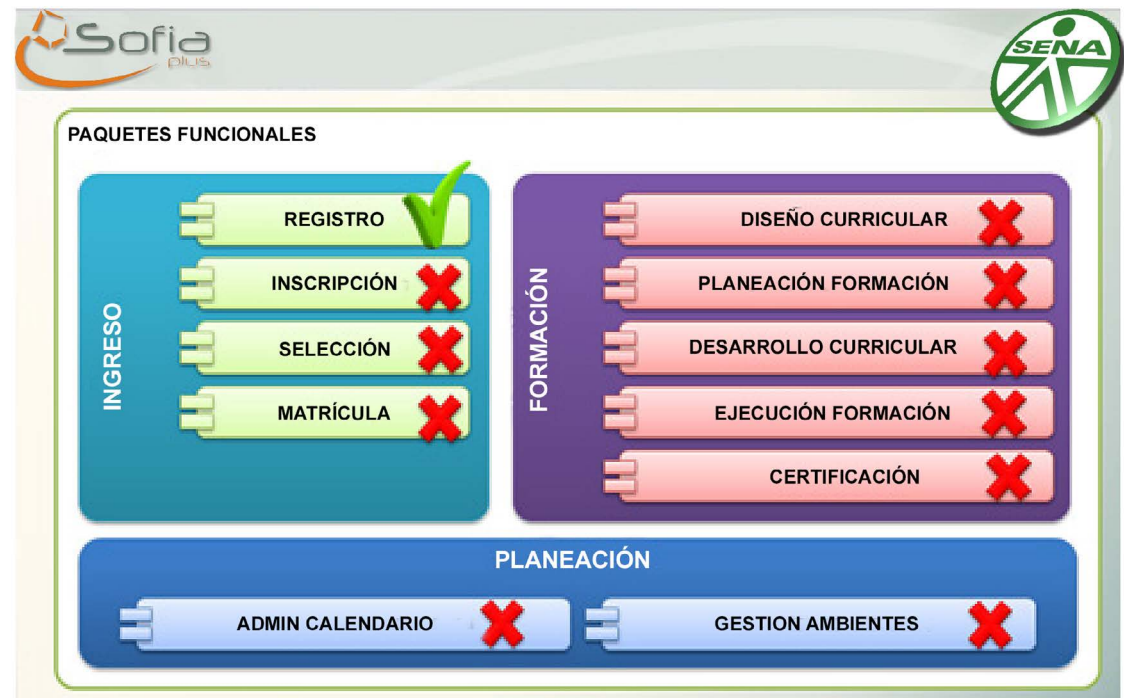 Sofia
plus
SENA
PAQUETES FUNCIONALES
INGRESO
REGISTRO
INSCRIPCIÓN
SELECCIÓN
MATRÍCULA
FORMACIÓN
DISEÑO CURRICULAR
PLANEACIÓN FORMACIÓN
DESARROLLO CURRICULAR
EJECUCIÓN FORMACIÓN
CERTIFICACIÓN
PLANEACIÓN
ADMIN CALENDARIO
GESTION AMBIENTES